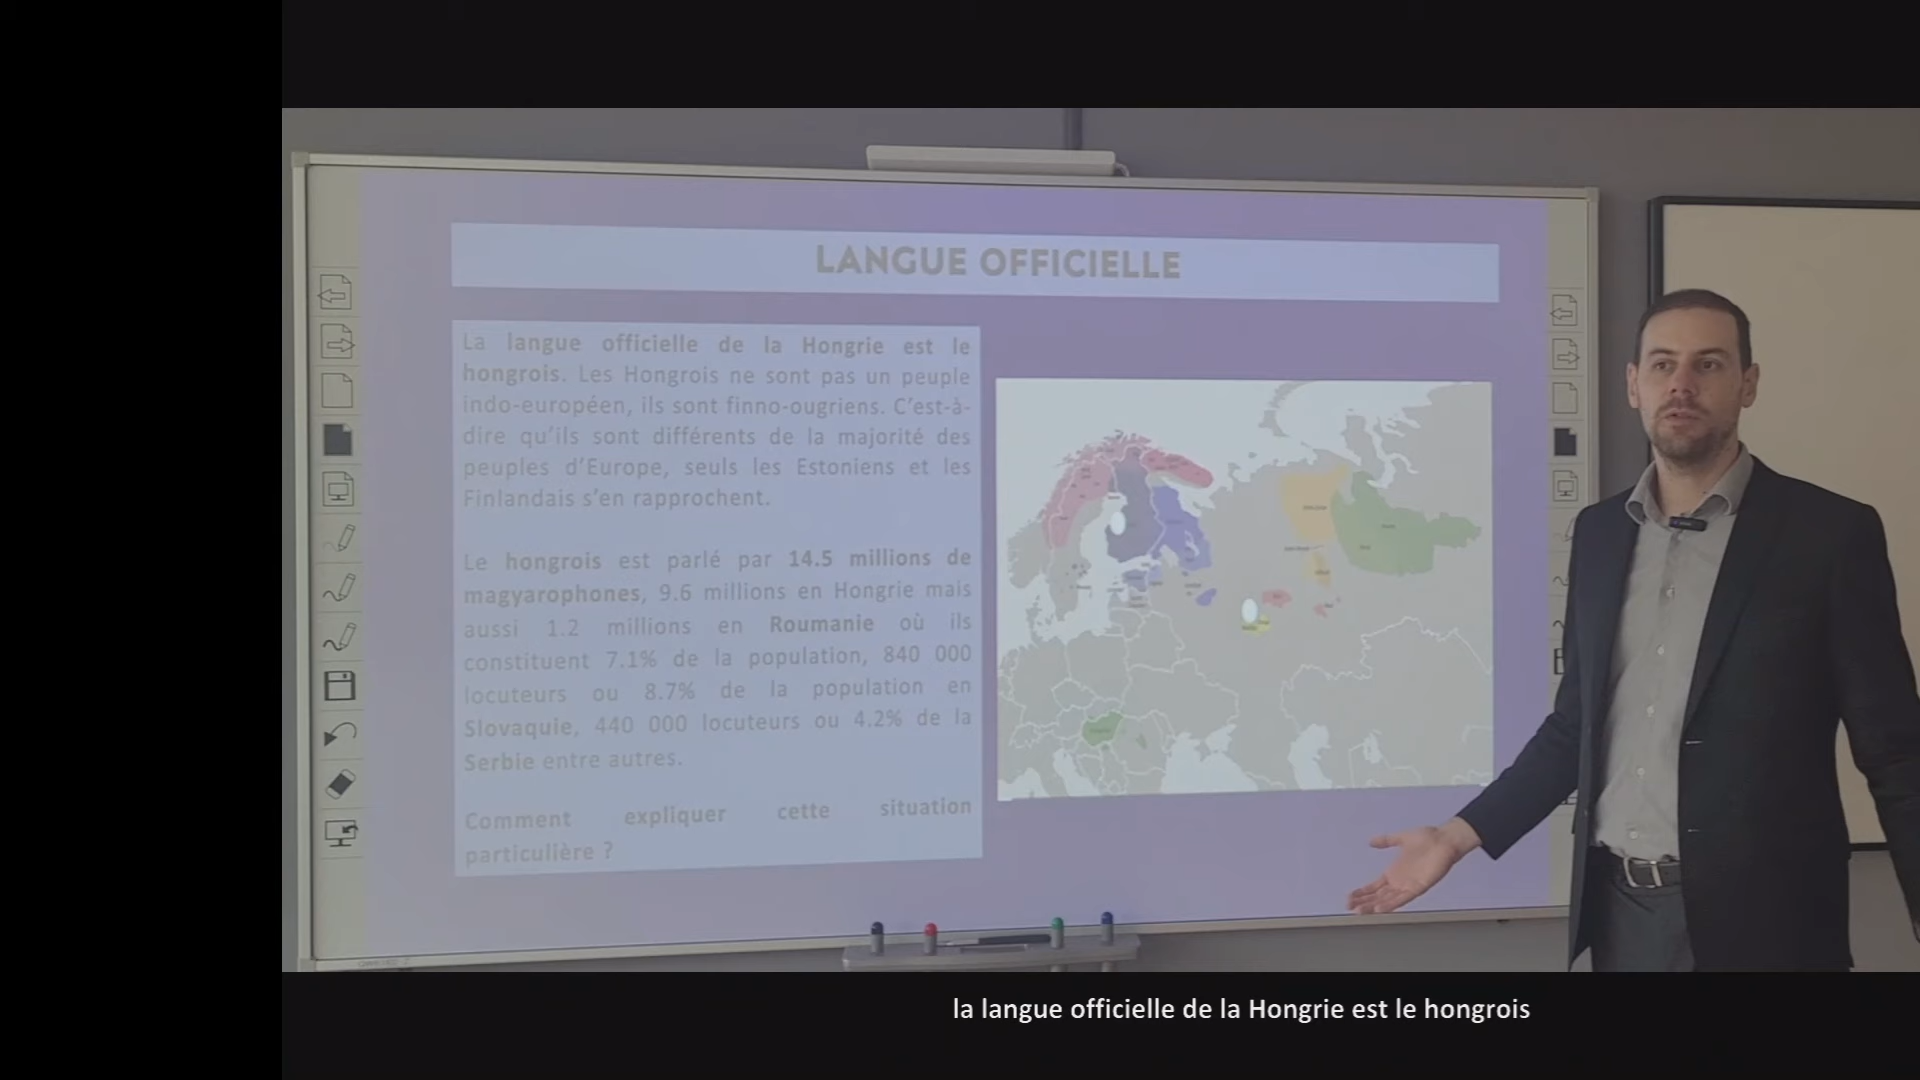 LANGUE OFFICIELLE
La langue officielle de la Hongrie est le
hongrois. Les Hongrois ne sont pas un peuple
indo-européen, ils sont finno-ougriens. C'est-à-
dire qu'ils sont différents de la majorité des
peuples d'Europe, seuls les Estoniens et les
Finlandais s'en rapprochent.
Le hongrois est parlé par 14.5 millions de
magyarophones, 9.6 millions en Hongrie mais
aussi 1.2 millions en Roumanie où ils
constituent 7.1% de la population, 840 000
locuteurs ou 8.7% de la population en
Slovaquie, 440 000 locuteurs ou 4.2% de la
Serbie entre autres.
Comment expliquer cette situation
particulière ?
la langue officielle de la Hongrie est le hongrois